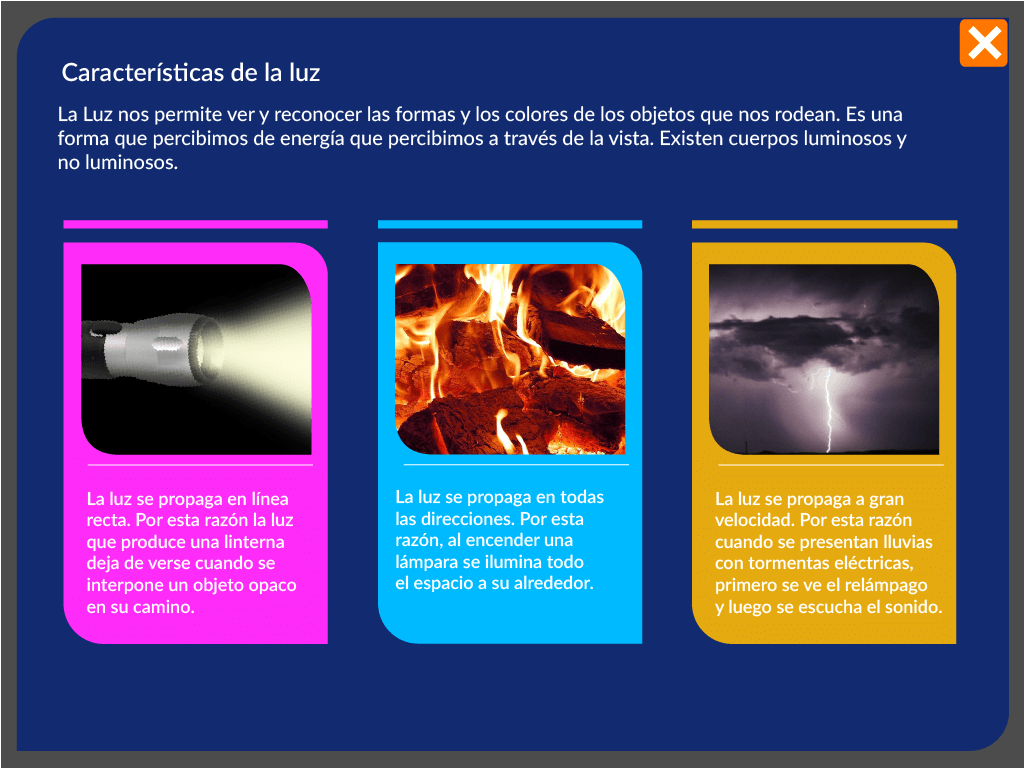 Características de la luz
La Luz nos permite ver y reconocer las formas y los colores de los objetos que nos rodean. Es una
forma que percibimos de energía que percibimos a través de la vista. Existen cuerpos luminosos y
no luminosos.
La luz se propaga en línea
recta. Por esta razón la luz
que produce una linterna
deja de verse cuando se
interpone un objeto opaco
en su camino.
La luz se propaga en todas
las direcciones. Por esta
razón, al encender una
lámpara se ilumina todo
el espacio a su alrededor.
La luz se propaga a gran
velocidad. Por esta razón
cuando se presentan lluvias
con tormentas eléctricas,
primero se ve el relámpago
y luego se escucha el sonido.